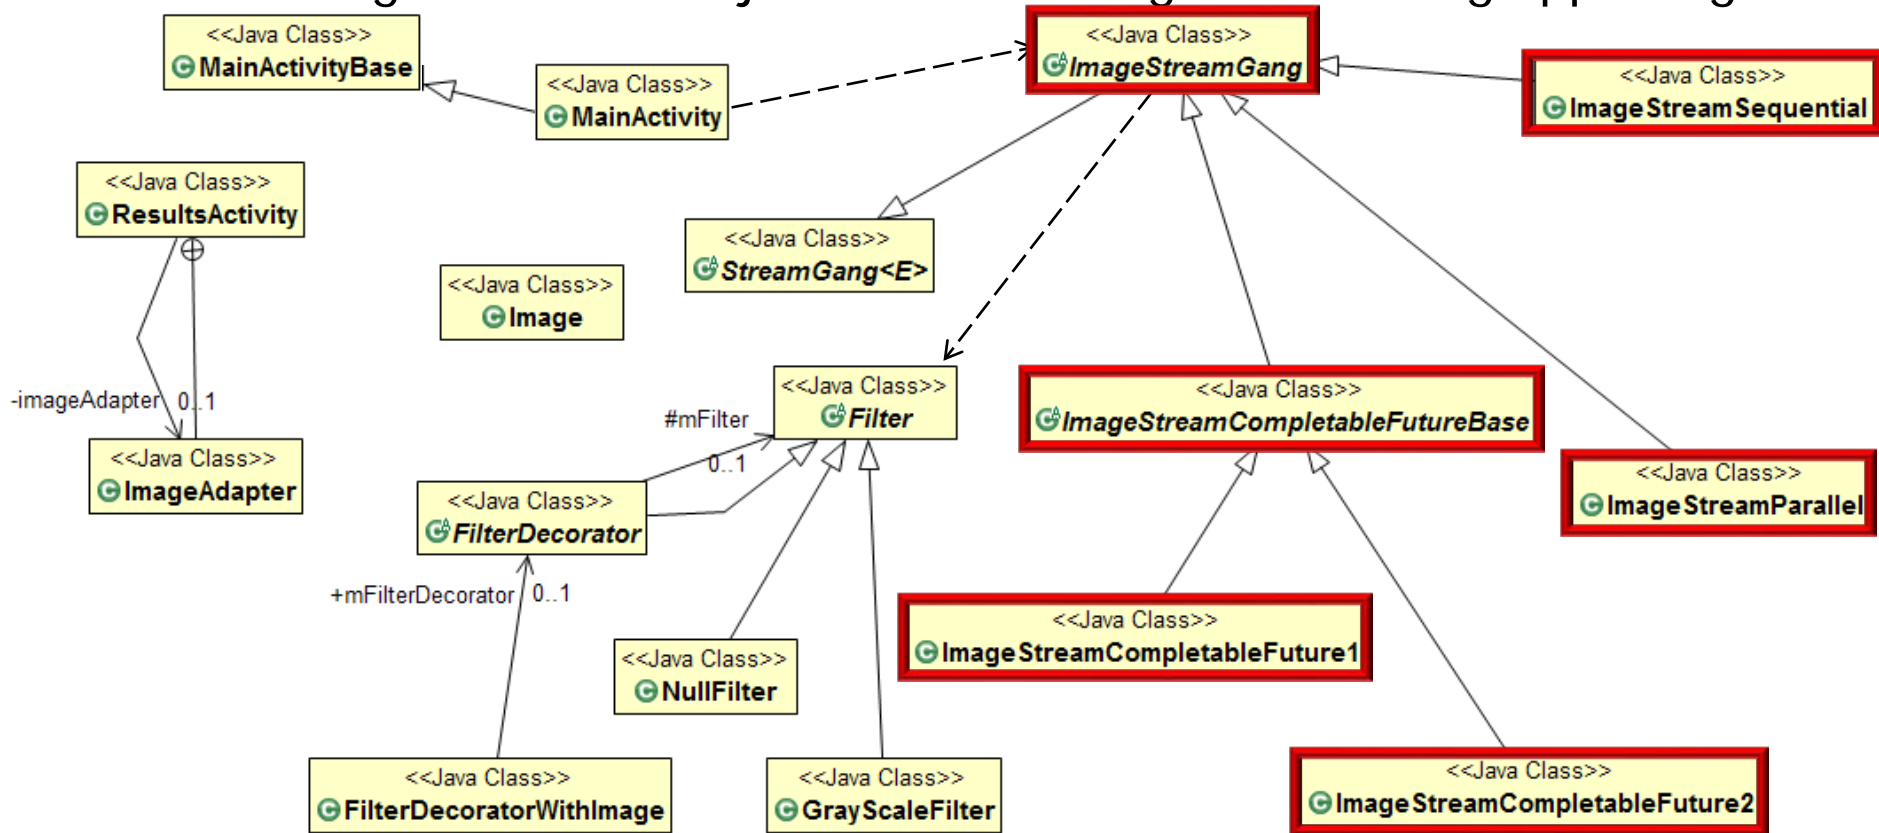 <<Java Class>>
MainActivityBase
<<Java Class>>
MainActivity
<<Java Class>>
ImageStreamGang
<<Java Class>>
ImageStreamSequential
<<Java Class>>
ResultsActivity
<<Java Class>>
StreamGang<E>
<<Java Class>>
Image
-imageAdapter 0..1
<<Java Class>>
ImageAdapter
<<Java Class>>
Filter
#mFilter
0..1
<<Java Class>>
ImageStreamCompletableFutureBase
<<Java Class>>
ImageStreamParallel
<<Java Class>>
FilterDecorator
+mFilterDecorator 0..1
<<Java Class>>
ImageStreamCompletableFuture1
<<Java Class>>
NullFilter
<<Java Class>>
FilterDecoratorWithImage
<<Java Class>>
GrayScaleFilter
<<Java Class>>
ImageStreamCompletableFuture2